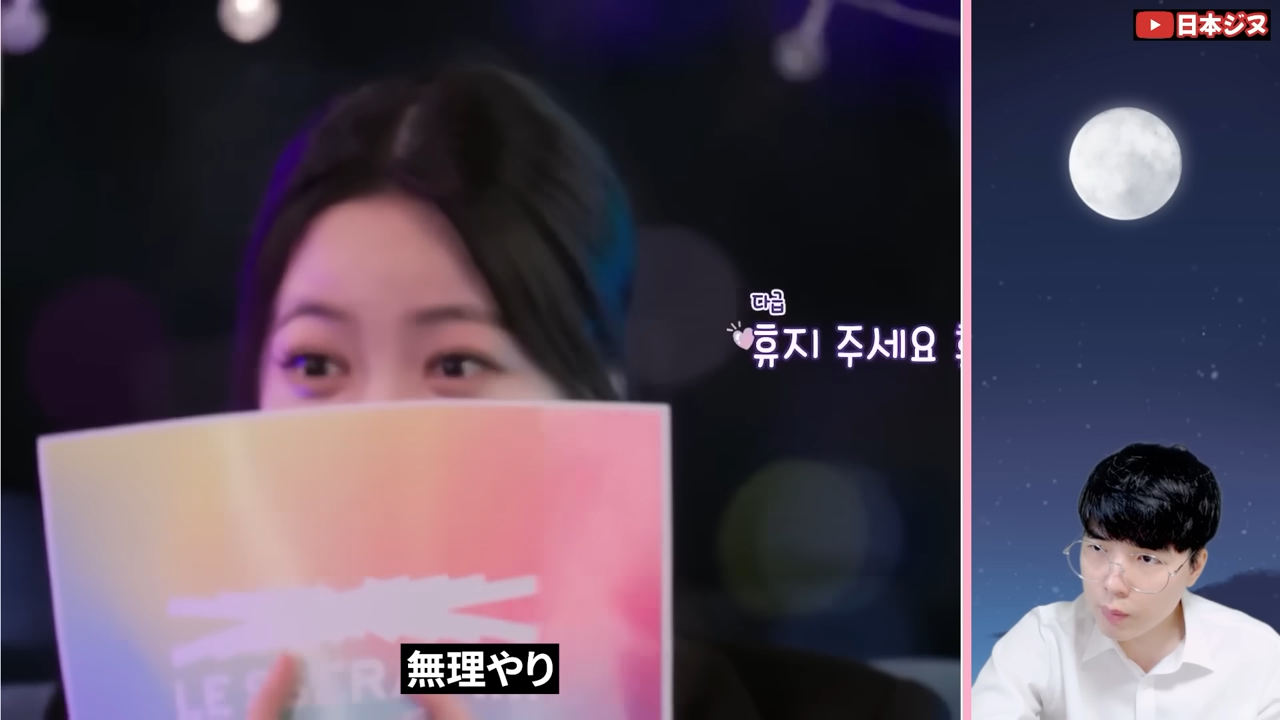 日本ジヌ
다급
휴지 주세요
無理やり